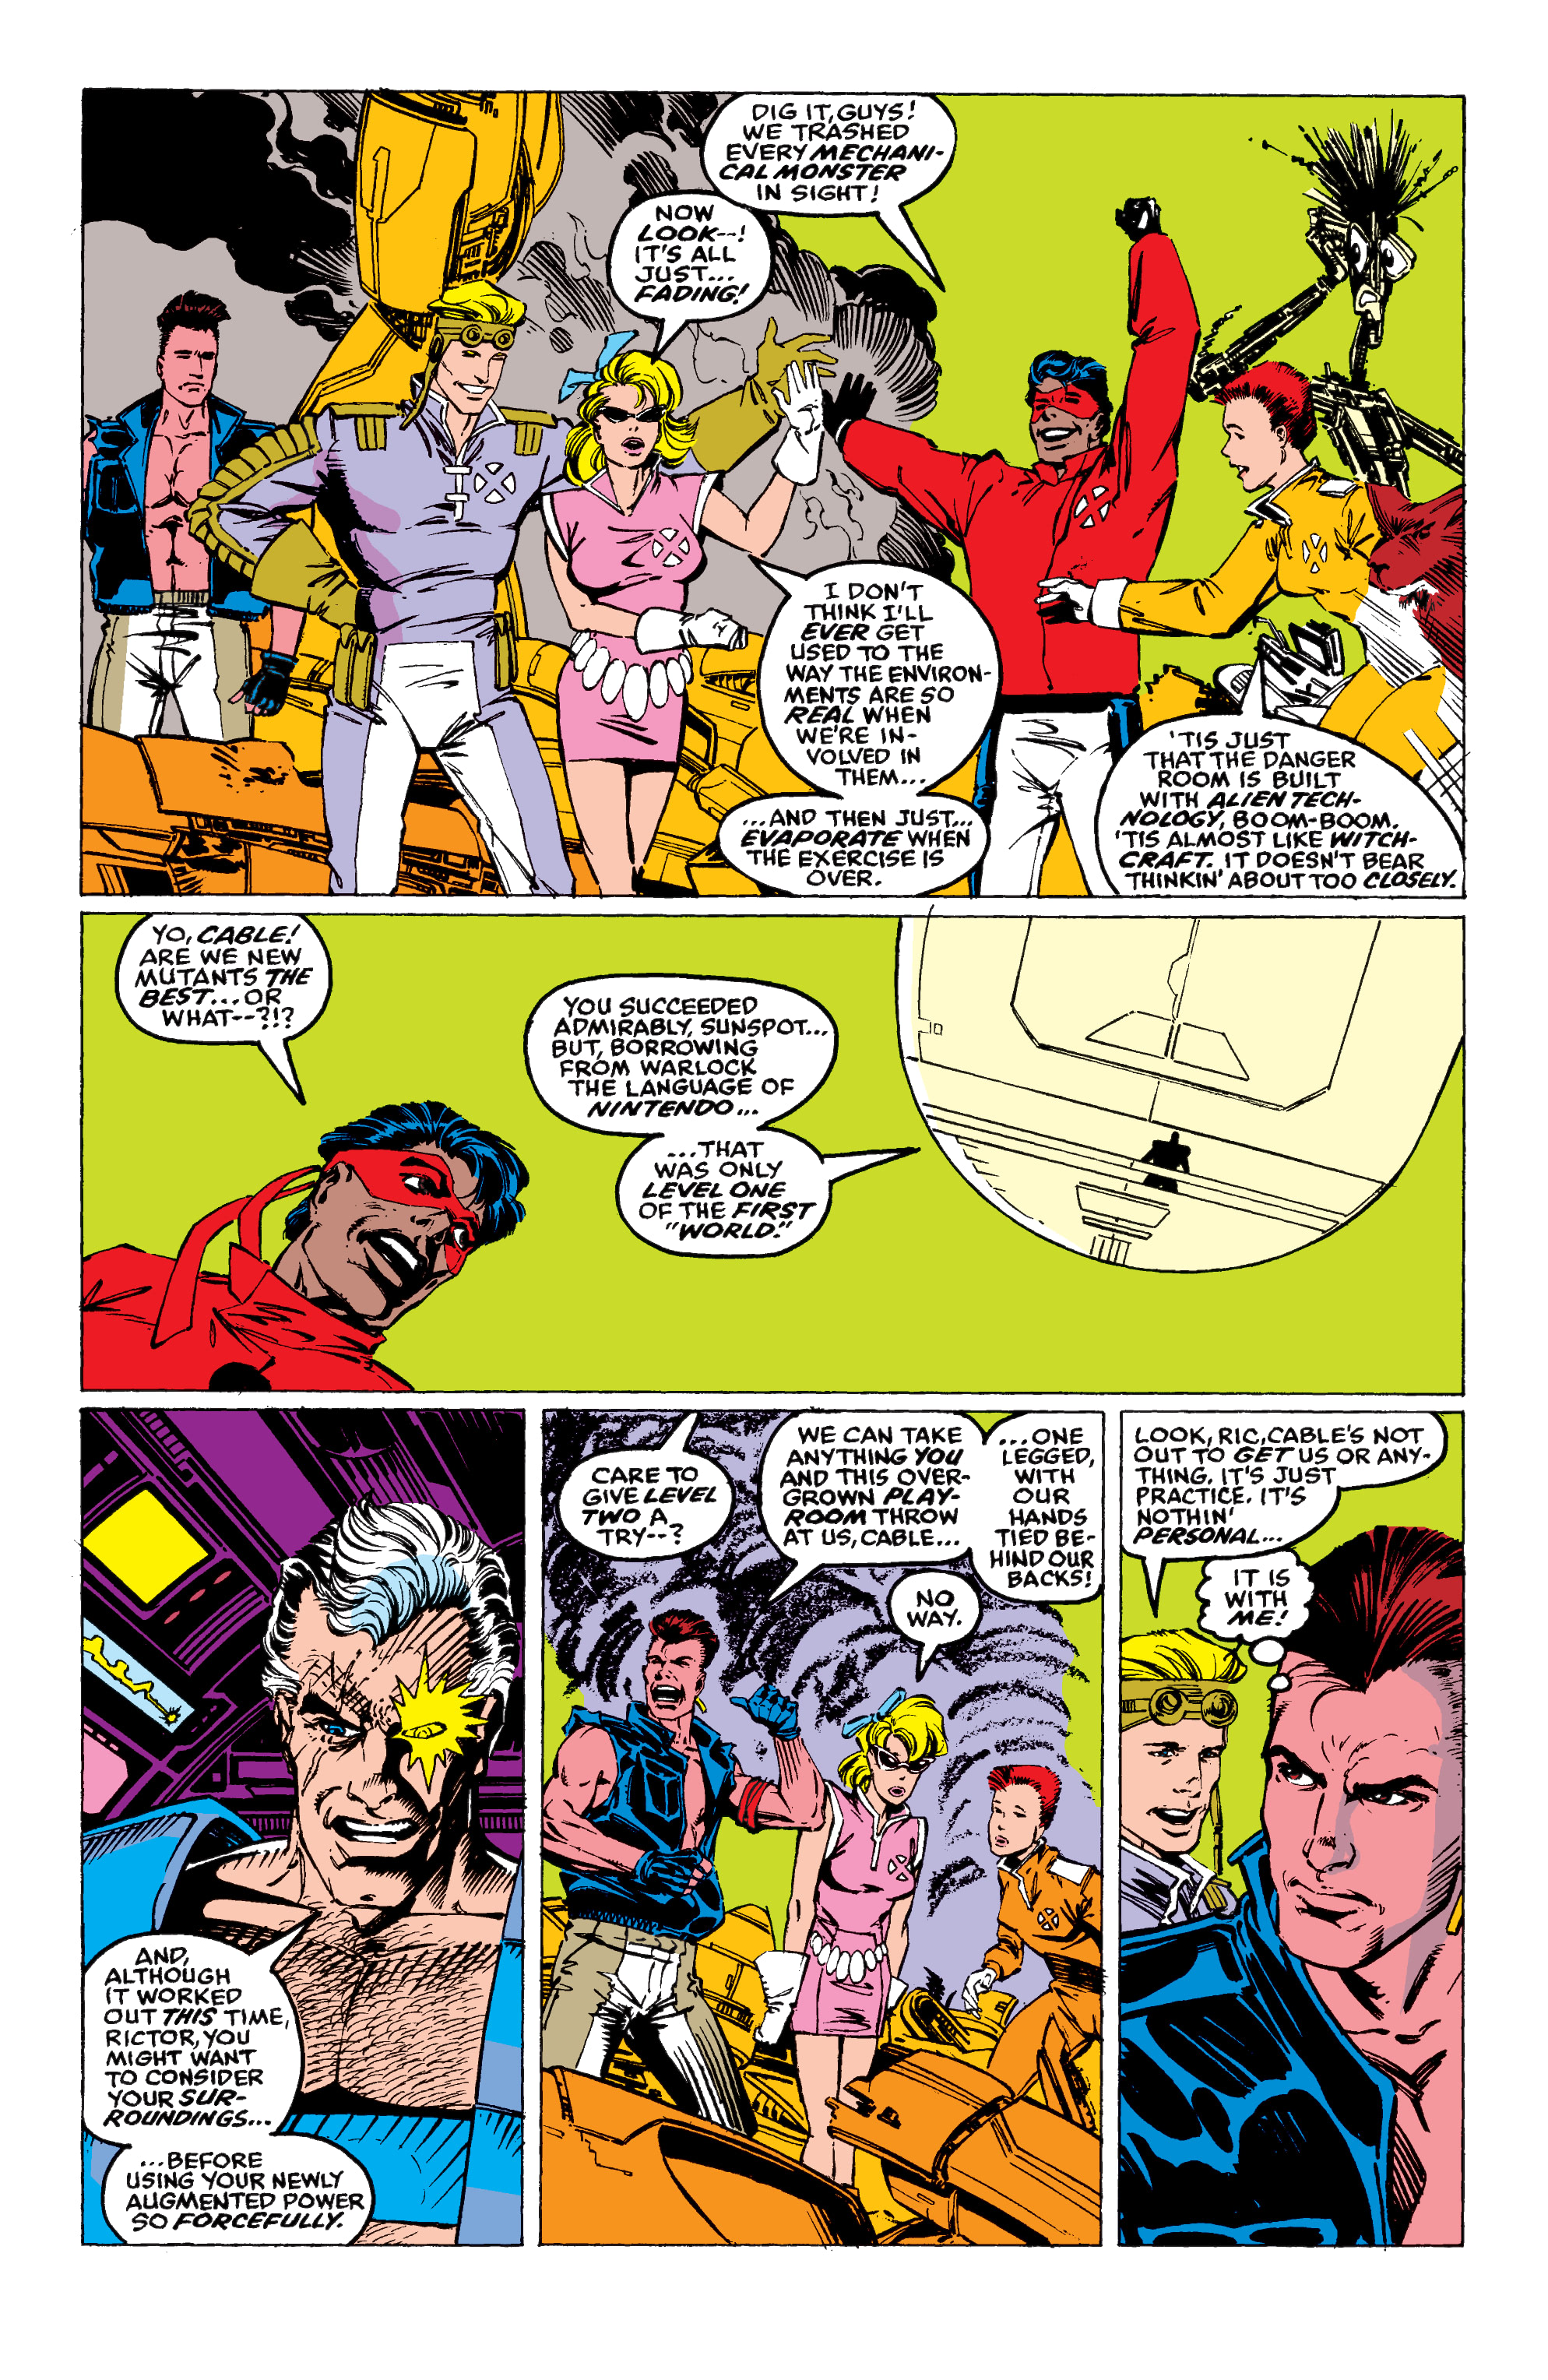 DIG IT, GUYS!
WE TRASHED
EVERY MECHANI-
CAL MONSTER
IN SIGHT!
NOW
LOOK--!
IT'S ALL
JUST...
FADING!
I DON'T
THINK I'LL
EVER GET
USED TO THE
WAY THE ENVIRON-
MENTS ARE SO
REAL WHEN
WE'RE IN-
VOLVED IN
THEM...
...AND THEN JUST...
EVAPORATE WHEN
THE EXERCISE IS
OVER.
'TIS JUST
THAT THE DANGER
ROOM IS BUILT
WITH ALIEN TECH-
NOLOGY, BOOM-BOOM.
'TIS ALMOST LIKE WITCH-
CRAFT. IT DOESN'T BEAR
THINKIN' ABOUT TOO CLOSELY.
YO, CABLE!
ARE WE NEW
MUTANTS THE
BEST...OR
WHAT--?!?
YOU SUCCEEDED
ADMIRABLY, SUNSPOT...
BUT, BORROWING
FROM WARLOCK
THE LANGUAGE OF
NINTENDO...
...THAT
WAS ONLY
LEVEL ONE
OF THE FIRST
"WORLD."
AND,
ALTHOUGH
IT WORKED
OUT THIS TIME,
RICTOR, YOU
MIGHT WANT
TO CONSIDER
YOUR SUR-
ROUNDINGS...
...BEFORE
USING YOUR NEWLY
AUGMENTED POWER
SO FORCEFULLY.
CARE TO
GIVE LEVEL
TWO A
TRY--?
WE CAN TAKE
ANYTHING YOU
AND THIS OVER-
GROWN PLAY-
ROOM THROW
AT US, CABLE...
...ONE
LEGGED,
WITH
OUR
HANDS
TIED BE-
HIND OUR
BACKS!
NO
WAY.
LOOK, RIC, CABLE'S NOT
OUT TO GET US OR ANY-
THING. IT'S JUST
PRACTICE. IT'S
NOTHIN'
PERSONAL...
IT IS
WITH
ME!